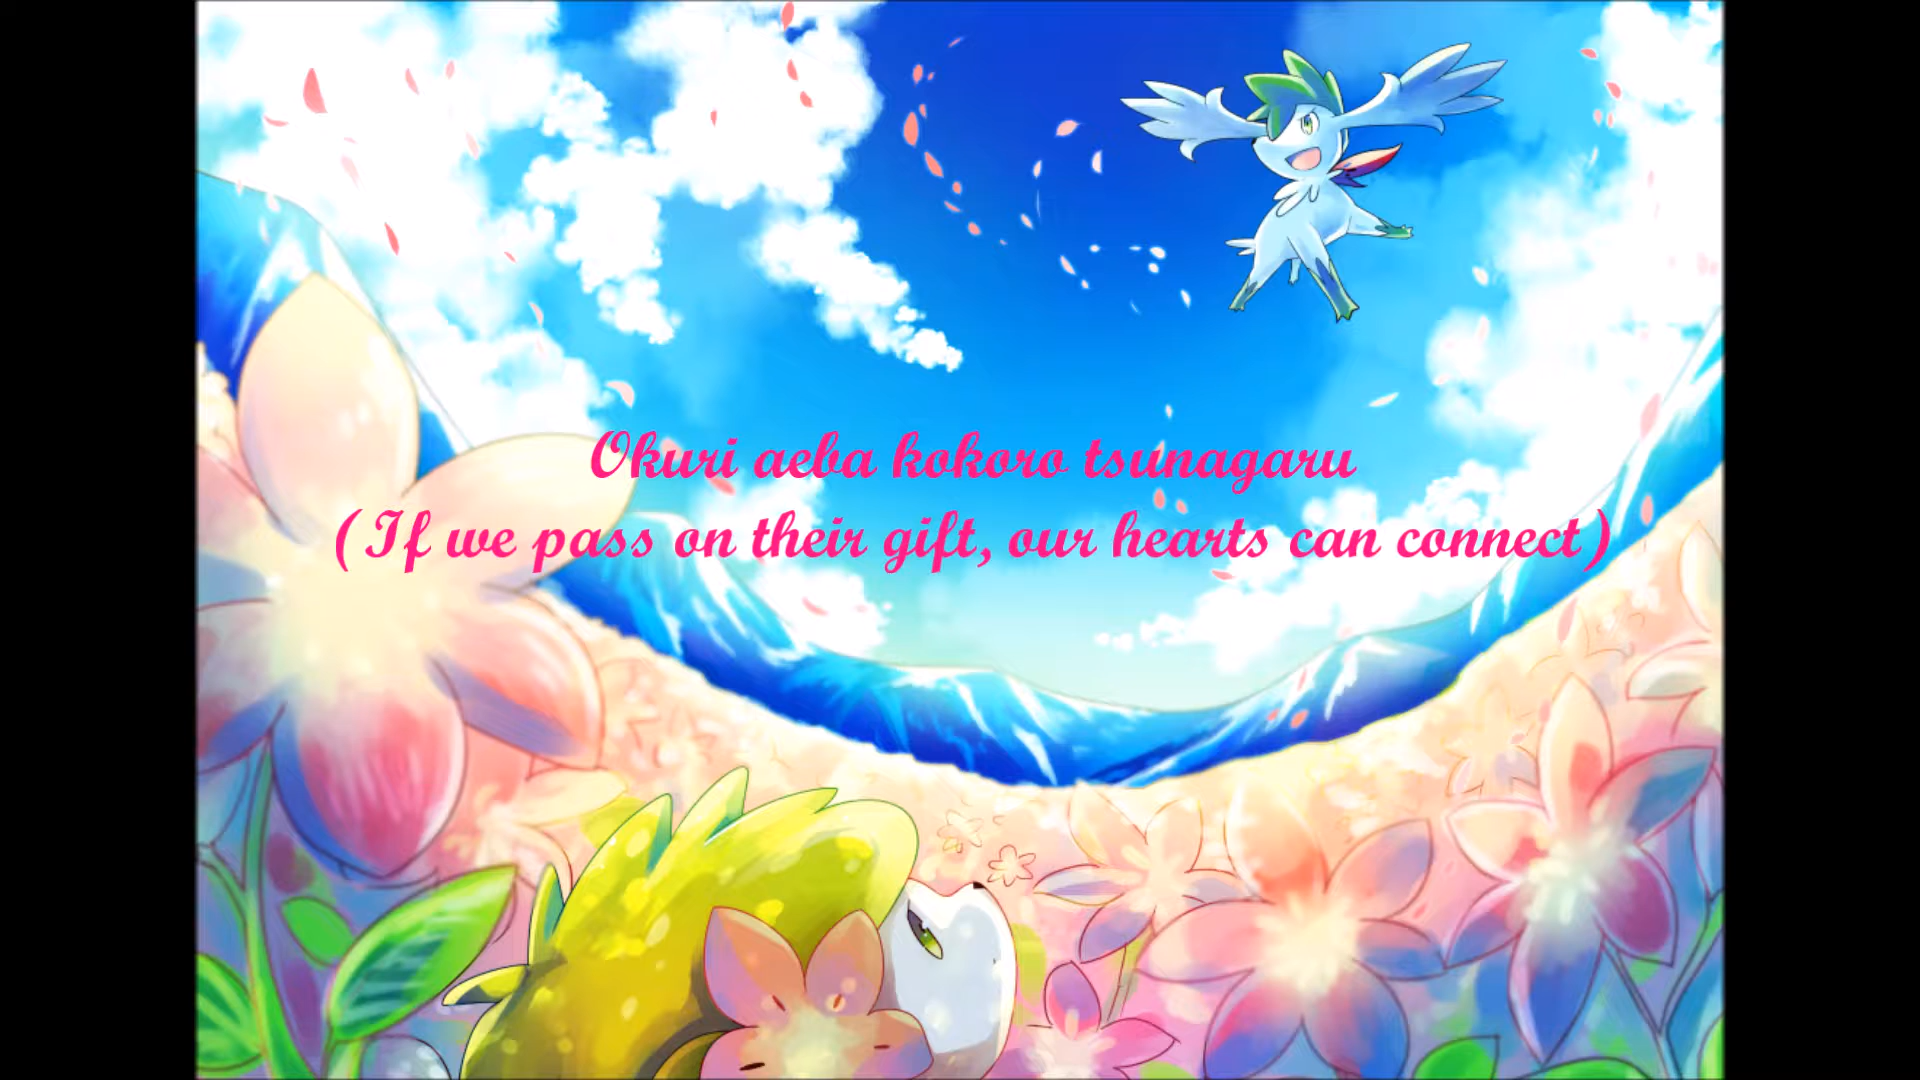 Okuri aeba kokoro tsunagaru
(If we pass on their gift, our hearts can connect)